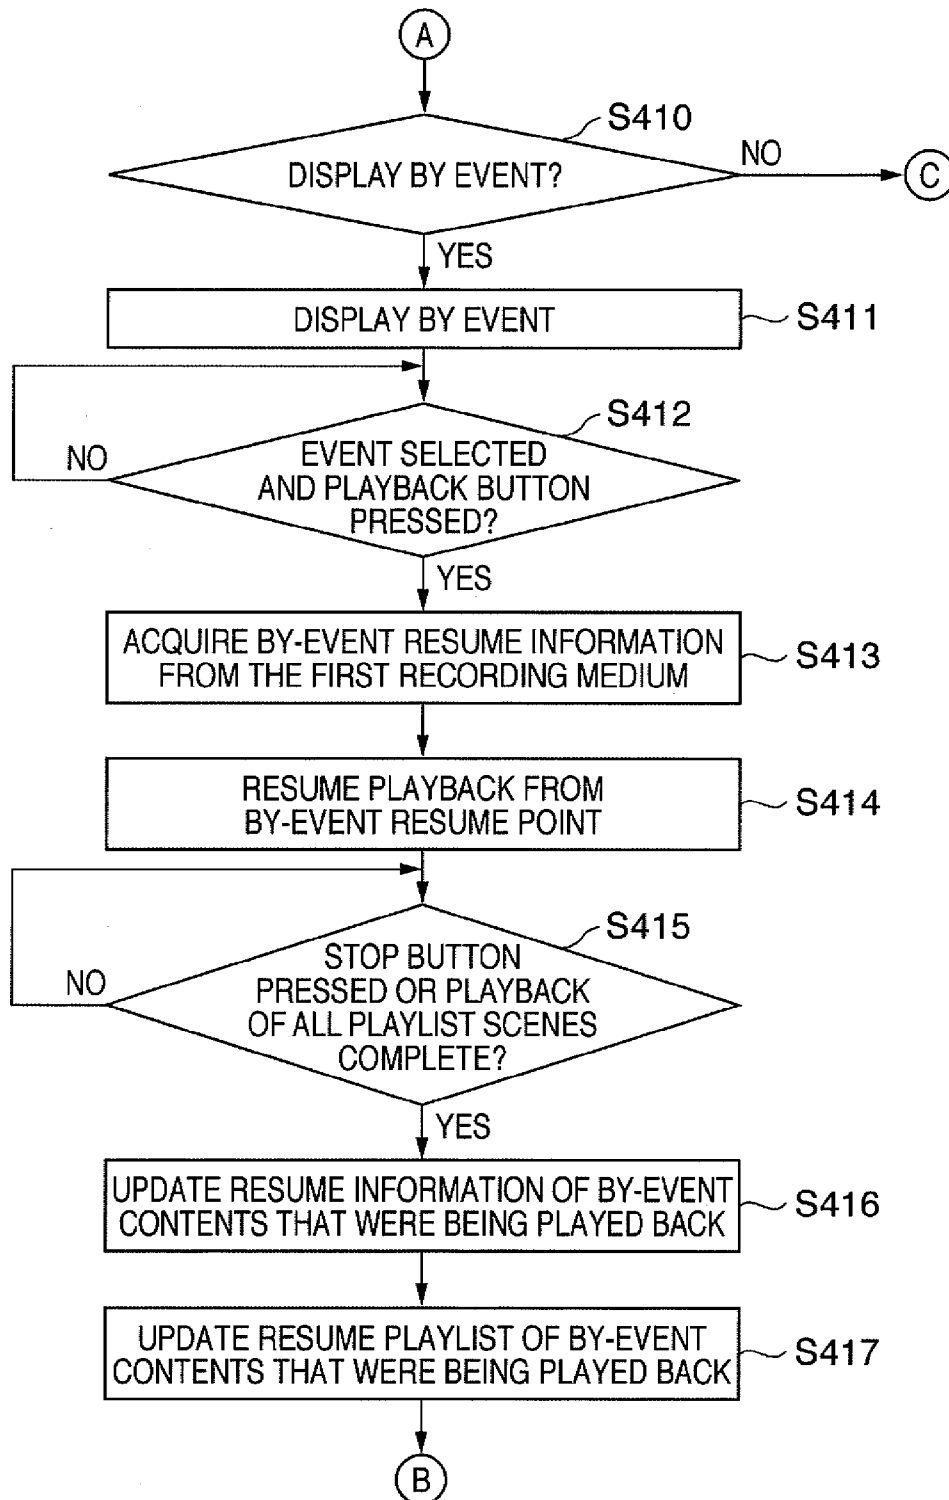 A
S410
DISPLAY BY EVENT?
NO
C
YES
DISPLAY BY EVENT
S411
S412
NO
EVENT SELECTED
AND PLAYBACK BUTTON
PRESSED?
YES
ACQUIRE BY-EVENT RESUME INFORMATION
FROM THE FIRST RECORDING MEDIUM
S413
RESUME PLAYBACK FROM
BY-EVENT RESUME POINT
S414
S415
NO
STOP BUTTON
PRESSED OR PLAYBACK
OF ALL PLAYLIST SCENES
COMPLETE?
YES
UPDATE RESUME INFORMATION OF BY-EVENT
CONTENTS THAT WERE BEING PLAYED BACK
S416
UPDATE RESUME PLAYLIST OF BY-EVENT
CONTENTS THAT WERE BEING PLAYED BACK
S417
B